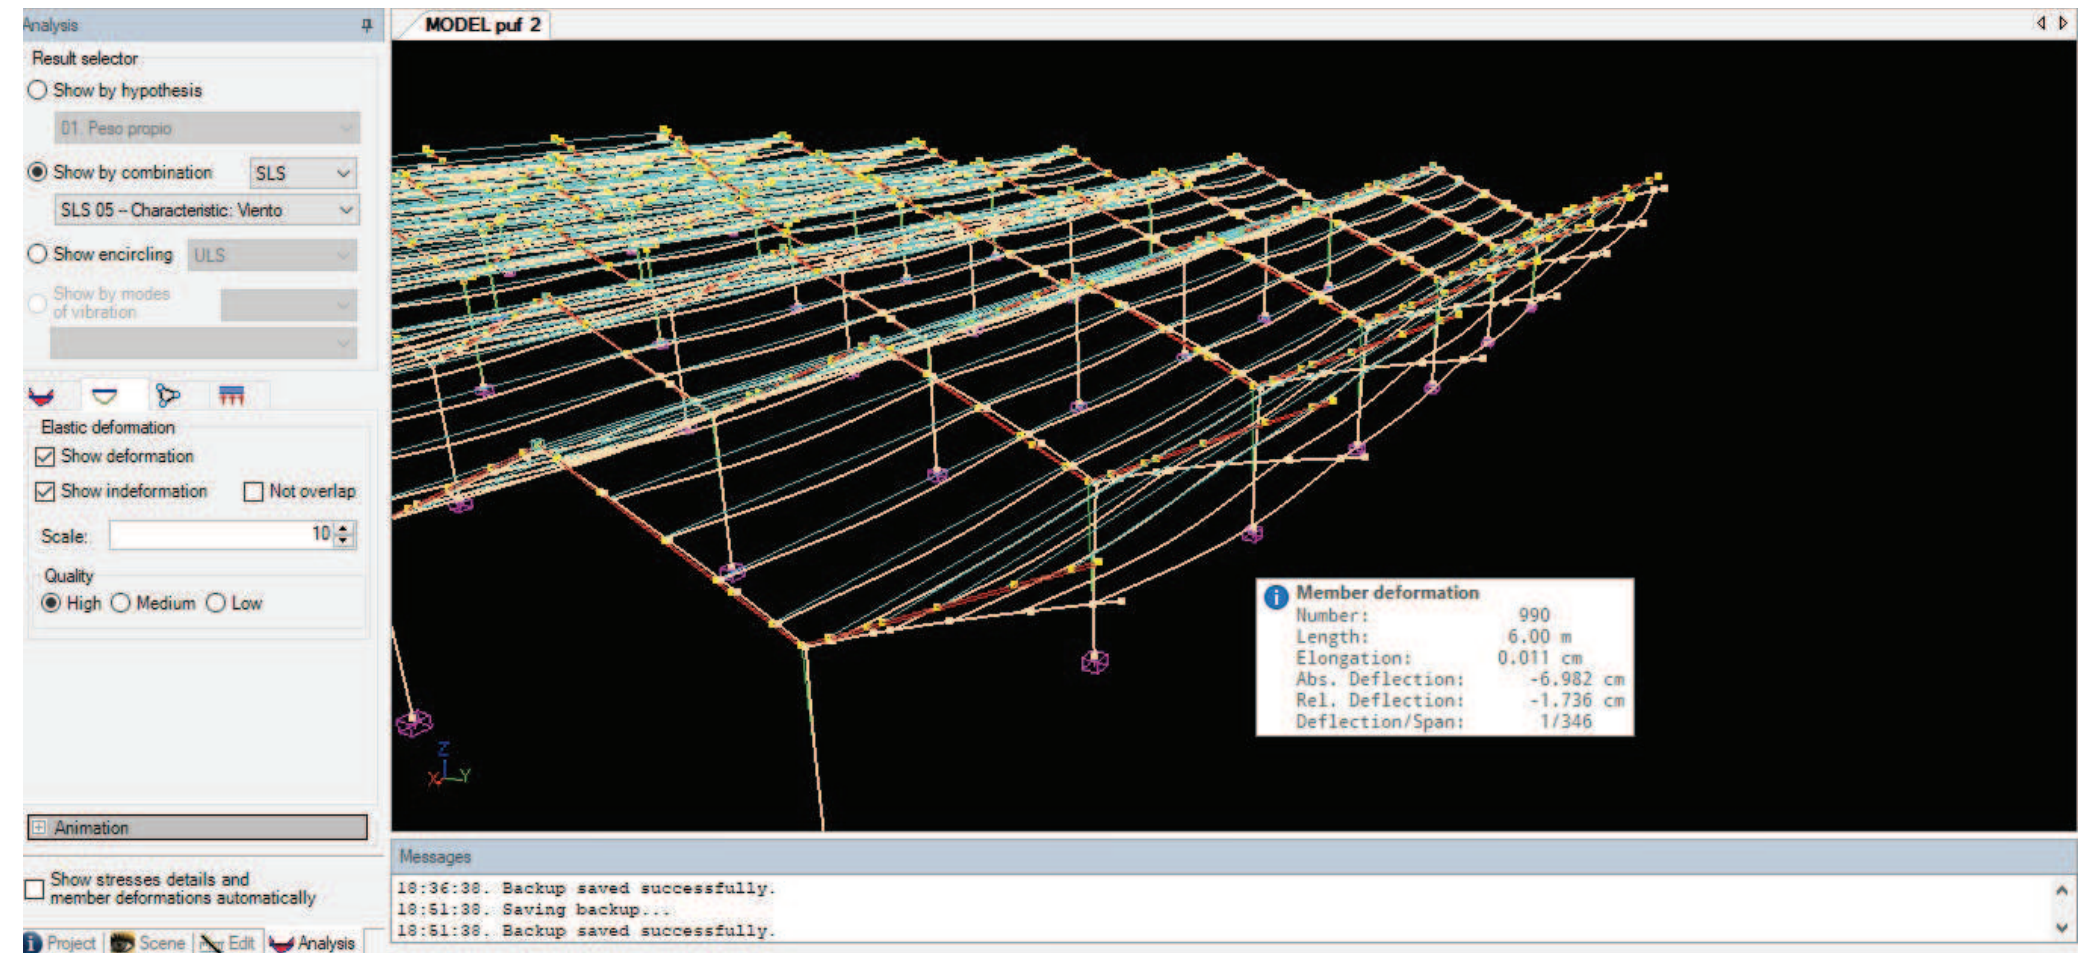 Analysis
MODEL puf 2
Result selector
Show by hypothesis
01. Peso propio
Show by combination
SLS
SLS 05 -- Characteristic: Viento
Show encircling
ULS
Show by modes
of vibration
Elastic deformation
Show deformation
Show indeformation
Not overlap
Scale:
10
Quality
High
Medium
Low
Member deformation
Number: 990
Length: 6.00 m
Elongation: 0.011 cm
Abs. Deflection: -6.982 cm
Rel. Deflection: -1.736 cm
Deflection/Span: 1/346
Z
X
Y
Animation
Show stresses details and
member deformations automatically
Messages
18:36:38. Backup saved successfully.
18:51:38. Saving backup...
18:51:38. Backup saved successfully.
Project
Scene
Edit
Analysis